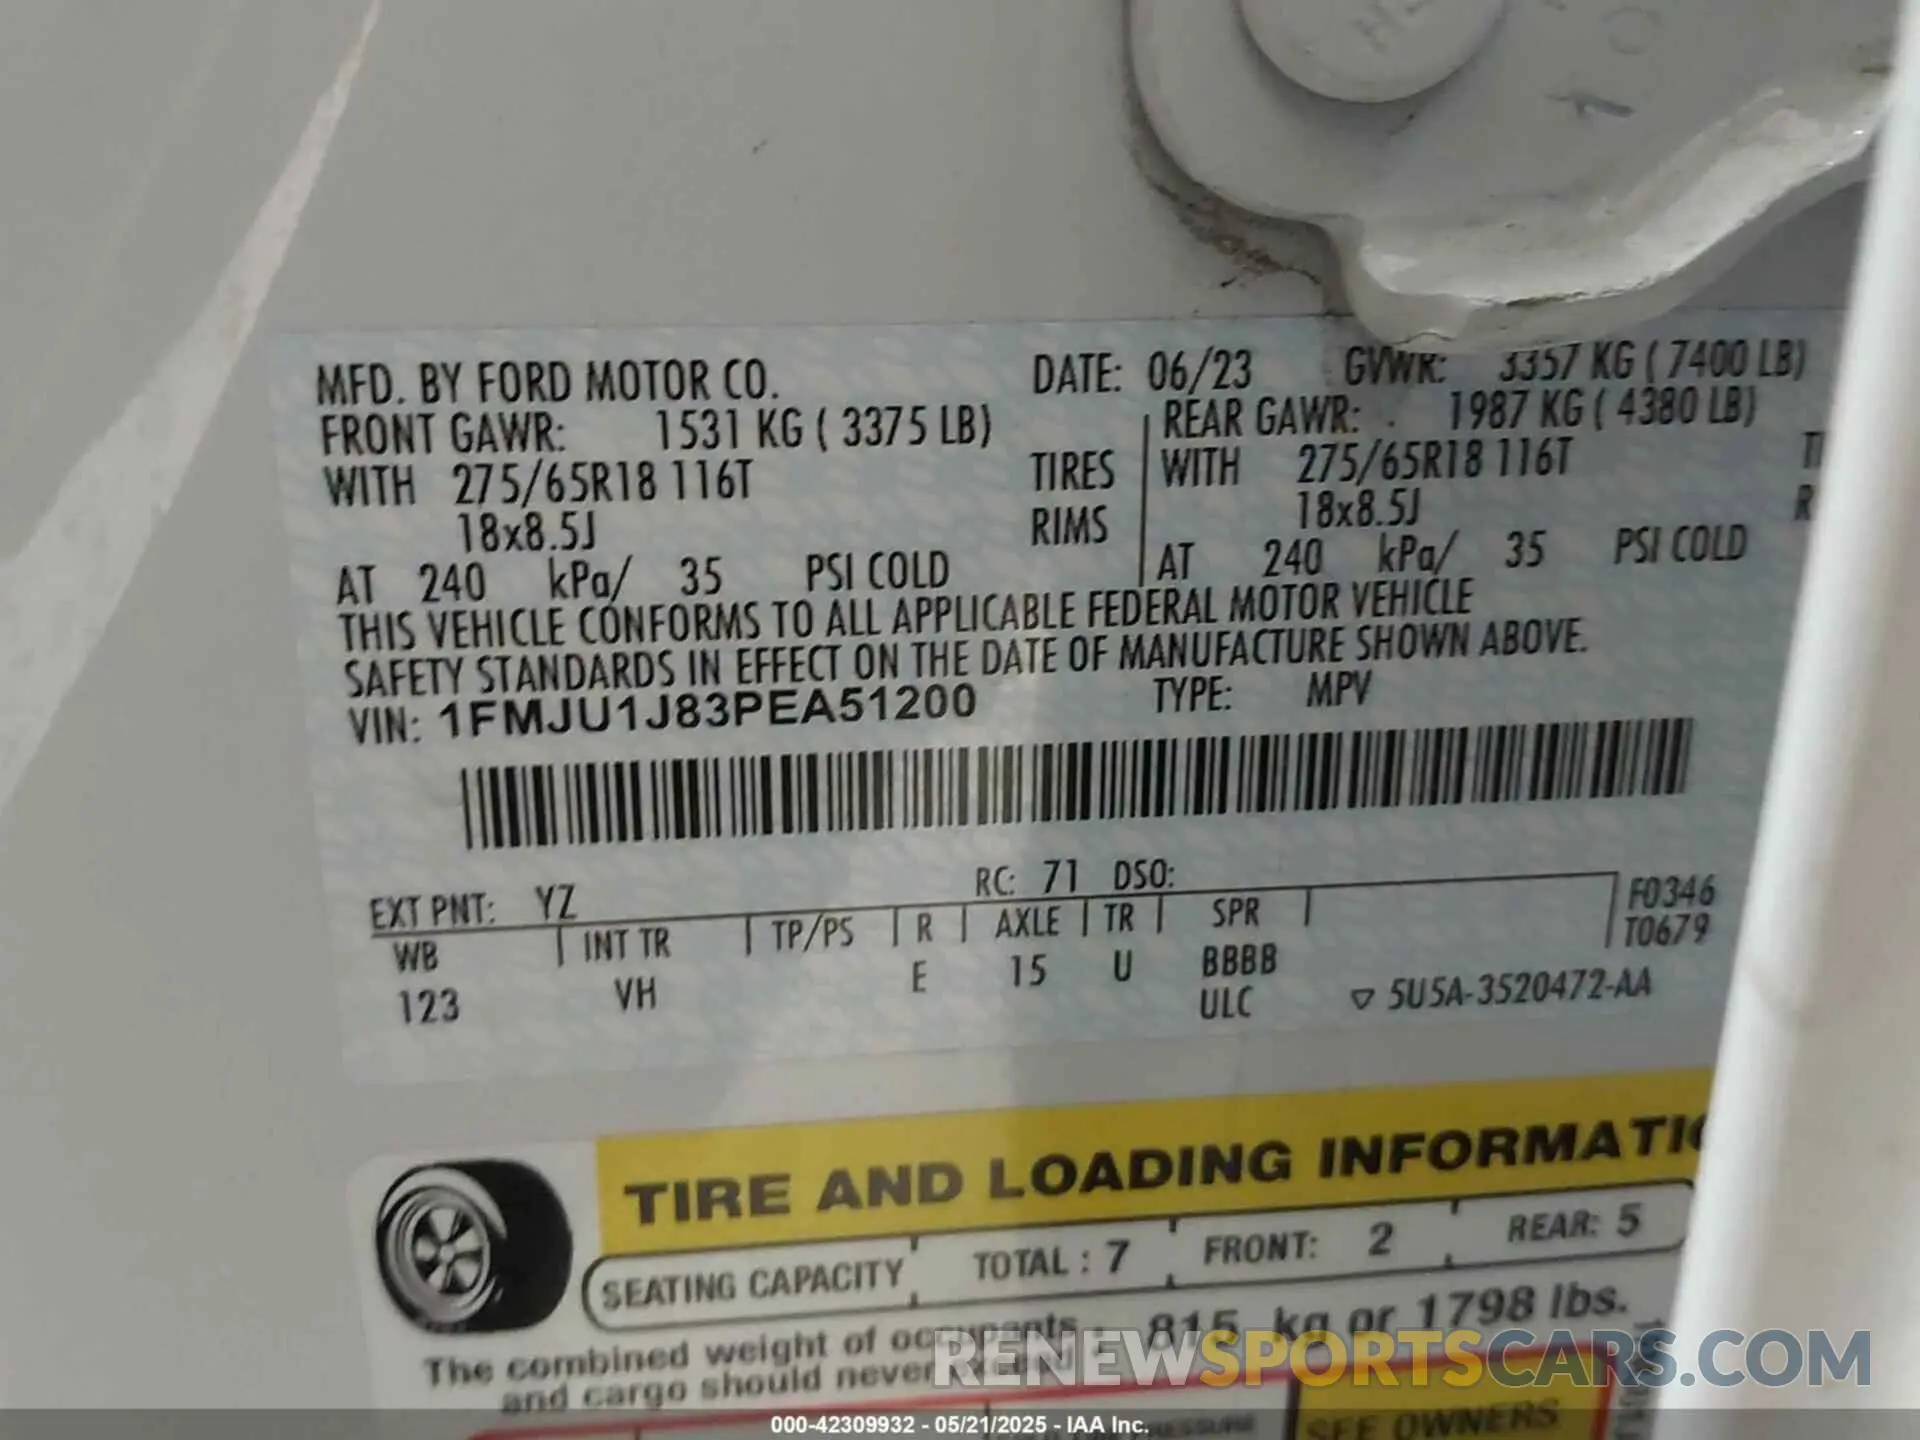 MFD. BY FORD MOTOR CO. DATE: 06/23 GVWR: 3357 KG ( 7400 LB)
FRONT GAWR: 1531 KG ( 3375 LB) REAR GAWR: 1987 KG ( 4380 LB)
WITH 275/65R18 116T TIRES WITH 275/65R18 116T
18x8.5J RIMS 18x8.5J
AT 240 kPa/ 35 PSI COLD AT 240 kPa/ 35 PSI COLD
THIS VEHICLE CONFORMS TO ALL APPLICABLE FEDERAL MOTOR VEHICLE
SAFETY STANDARDS IN EFFECT ON THE DATE OF MANUFACTURE SHOWN ABOVE.
VIN: 1FMJU1J83PEA51200 TYPE: MPV
EXT PNT: YZ RC: 71 DSO:
WB INT TR TP/PS R AXLE TR SPR F0346
T0679
123 VH E 15 U BBBB
ULC ▽ 5U5A-3520472-AA
TIRE AND LOADING INFORMATIO
SEATING CAPACITY TOTAL : 7 FRONT: 2 REAR: 5
The combined weight of occupants 815 kg or 1798 lbs.
and cargo should never exceed :
RENEWSPORTSCARS.COM
SEE OWNERS
000-42309932 - 05/21/2025 - IAA Inc.